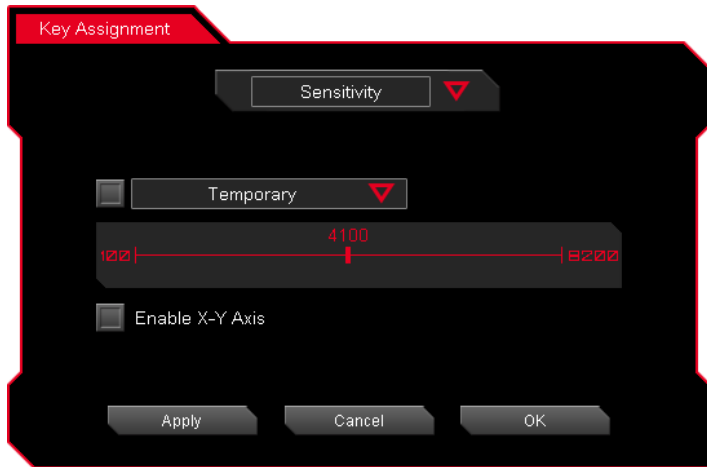 Key Assignment
Sensitivity
Temporary
4100
100 8200
Enable X-Y Axis
Apply Cancel OK